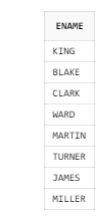 ENAME
KING
BLAKE
CLARK
WARD
MARTIN
TURNER
JAMES
MILLER